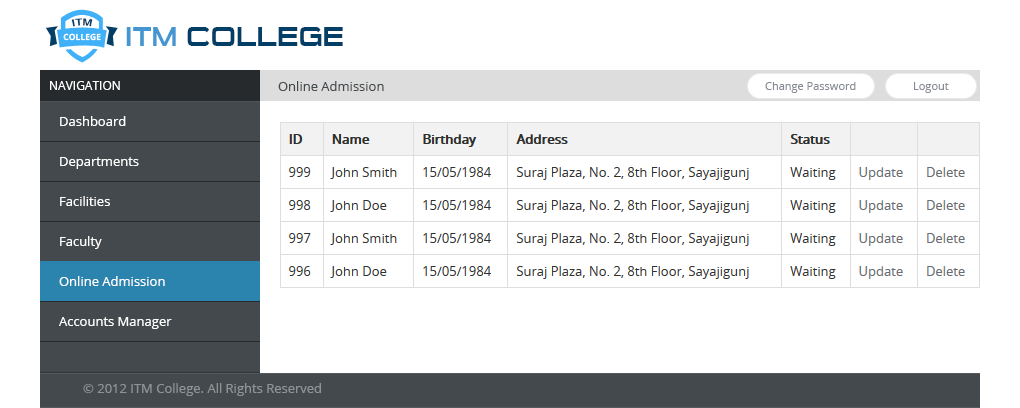 ITM
COLLEGE
ITM COLLEGE
NAVIGATION
Online Admission
Change Password
Logout
Dashboard
Departments
Facilities
Faculty
Online Admission
Accounts Manager
ID Name Birthday Address Status
999 John Smith 15/05/1984 Suraj Plaza, No. 2, 8th Floor, Sayajigunj Waiting Update Delete
998 John Doe 15/05/1984 Suraj Plaza, No. 2, 8th Floor, Sayajigunj Waiting Update Delete
997 John Smith 15/05/1984 Suraj Plaza, No. 2, 8th Floor, Sayajigunj Waiting Update Delete
996 John Doe 15/05/1984 Suraj Plaza, No. 2, 8th Floor, Sayajigunj Waiting Update Delete
© 2012 ITM College. All Rights Reserved